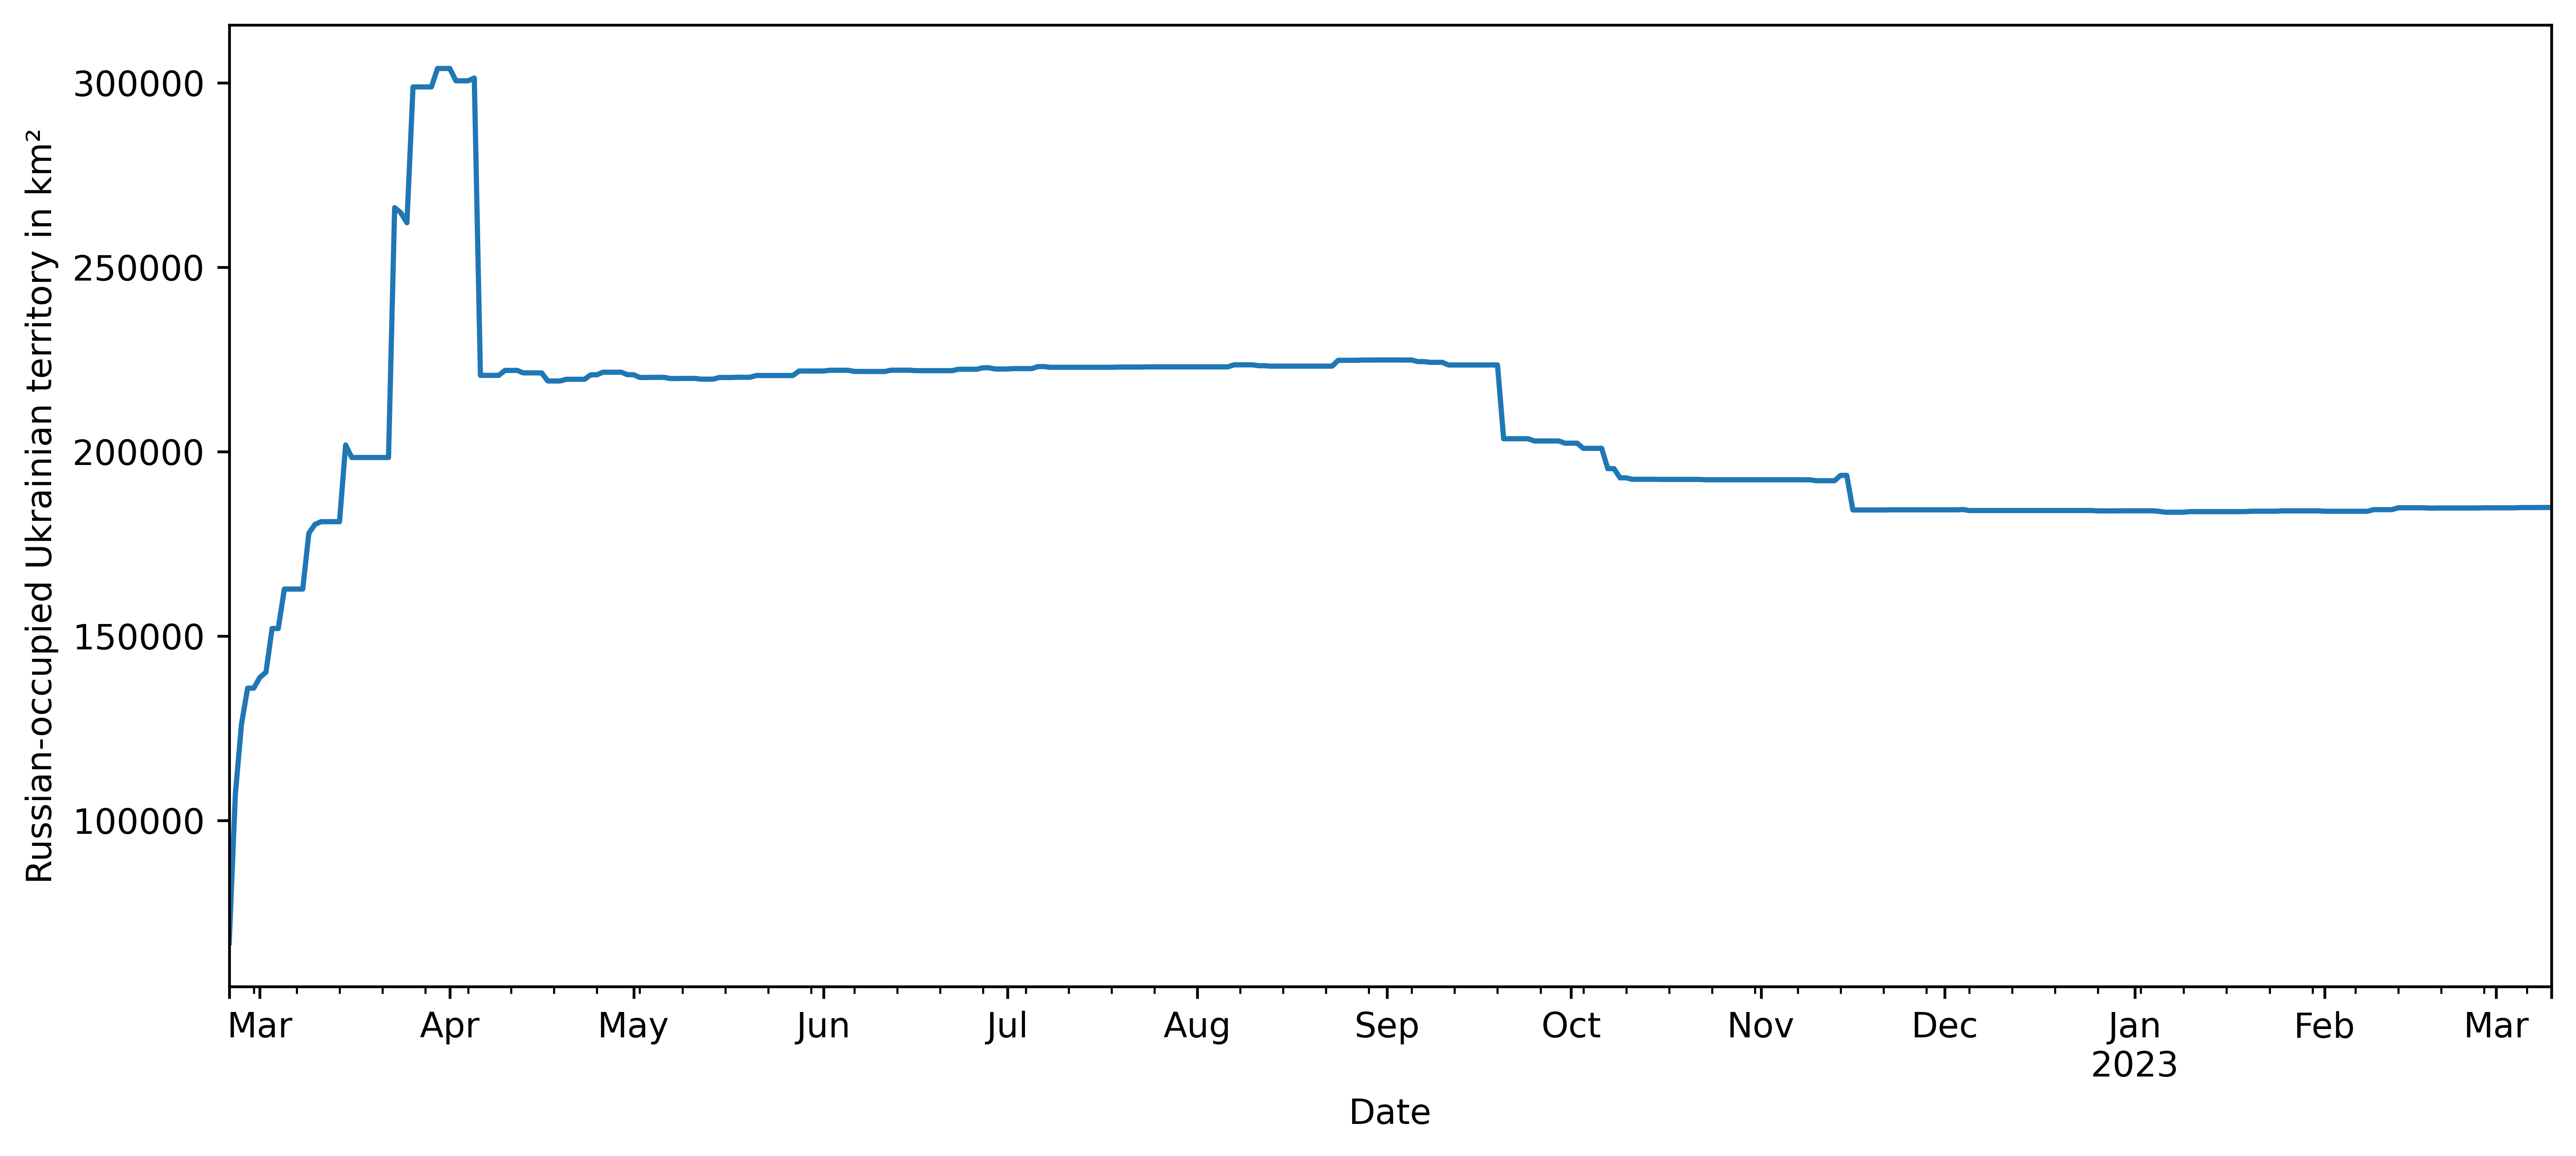 Russian-occupied Ukrainian territory in km²
300000
250000
200000
150000
100000
Mar Apr May Jun Jul Aug Sep Oct Nov Dec Jan Feb Mar
2023
Date